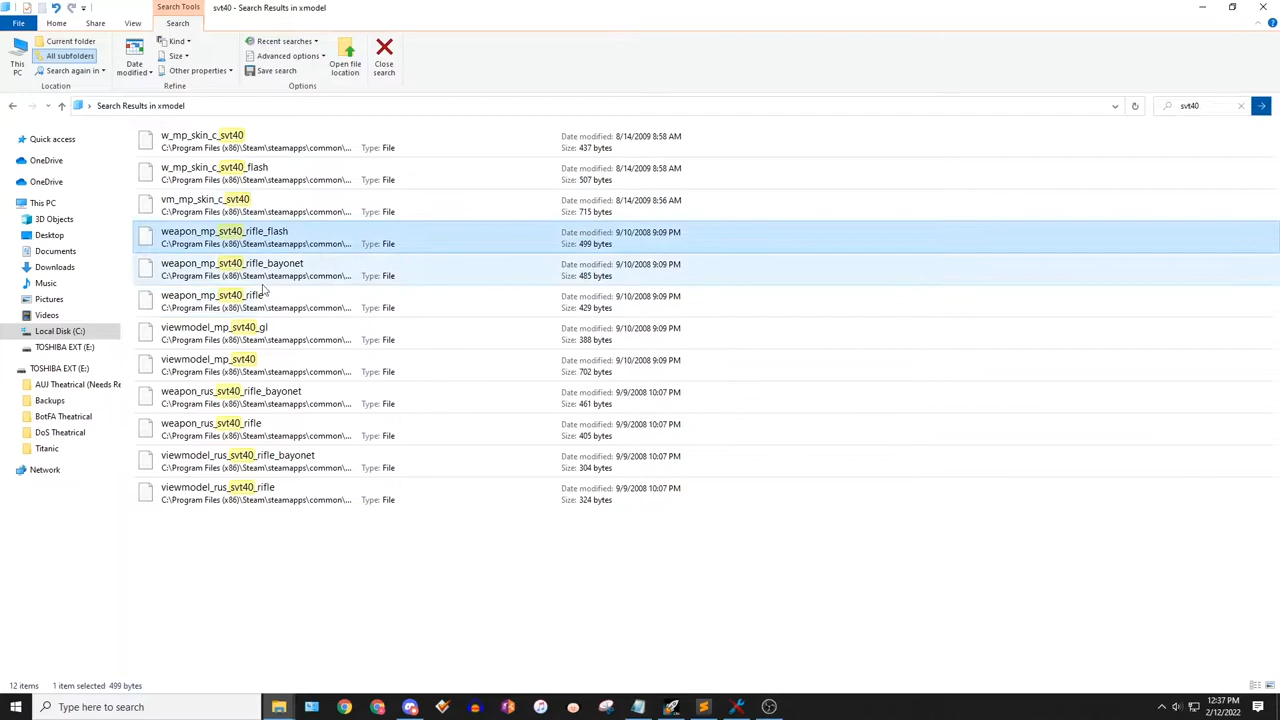 Search Tools
svt40 - Search Results in xmodel
File
Home
Share
View
Search
This PC
Current folder
All subfolders
Search again in
Location
Date modified
Kind
Size
Other properties
Refine
Recent searches
Advanced options
Save search
Options
Open file location
Close search
Search Results in xmodel
svt40
Quick access
OneDrive
OneDrive
This PC
3D Objects
Desktop
Documents
Downloads
Music
Pictures
Videos
Local Disk (C:)
TOSHIBA EXT (E:)
TOSHIBA EXT (E:)
AUJ Theatrical (Needs Re
Backups
BotFA Theatrical
DoS Theatrical
Titanic
Network
w_mp_skin_c_svt40 Date modified: 8/14/2009 8:58 AM
C:\Program Files (x86)\Steam\steamapps\common\... Type: File Size: 437 bytes
w_mp_skin_c_svt40_flash Date modified: 8/14/2009 8:58 AM
C:\Program Files (x86)\Steam\steamapps\common\... Type: File Size: 507 bytes
vm_mp_skin_c_svt40 Date modified: 8/14/2009 8:56 AM
C:\Program Files (x86)\Steam\steamapps\common\... Type: File Size: 715 bytes
weapon_mp_svt40_rifle_flash Date modified: 9/10/2008 9:09 PM
C:\Program Files (x86)\Steam\steamapps\common\... Type: File Size: 499 bytes
weapon_mp_svt40_rifle_bayonet Date modified: 9/10/2008 9:09 PM
C:\Program Files (x86)\Steam\steamapps\common\... Type: File Size: 485 bytes
weapon_mp_svt40_rifle Date modified: 9/10/2008 9:09 PM
C:\Program Files (x86)\Steam\steamapps\common\... Type: File Size: 429 bytes
viewmodel_mp_svt40_gl Date modified: 9/10/2008 9:09 PM
C:\Program Files (x86)\Steam\steamapps\common\... Type: File Size: 388 bytes
viewmodel_mp_svt40 Date modified: 9/10/2008 9:09 PM
C:\Program Files (x86)\Steam\steamapps\common\... Type: File Size: 702 bytes
weapon_rus_svt40_rifle_bayonet Date modified: 9/9/2008 10:07 PM
C:\Program Files (x86)\Steam\steamapps\common\... Type: File Size: 461 bytes
weapon_rus_svt40_rifle Date modified: 9/9/2008 10:07 PM
C:\Program Files (x86)\Steam\steamapps\common\... Type: File Size: 405 bytes
viewmodel_rus_svt40_rifle_bayonet Date modified: 9/9/2008 10:07 PM
C:\Program Files (x86)\Steam\steamapps\common\... Type: File Size: 304 bytes
viewmodel_rus_svt40_rifle Date modified: 9/9/2008 10:07 PM
C:\Program Files (x86)\Steam\steamapps\common\... Type: File Size: 324 bytes
12 items 1 item selected 499 bytes
Type here to search
12:37 PM
2/12/2022